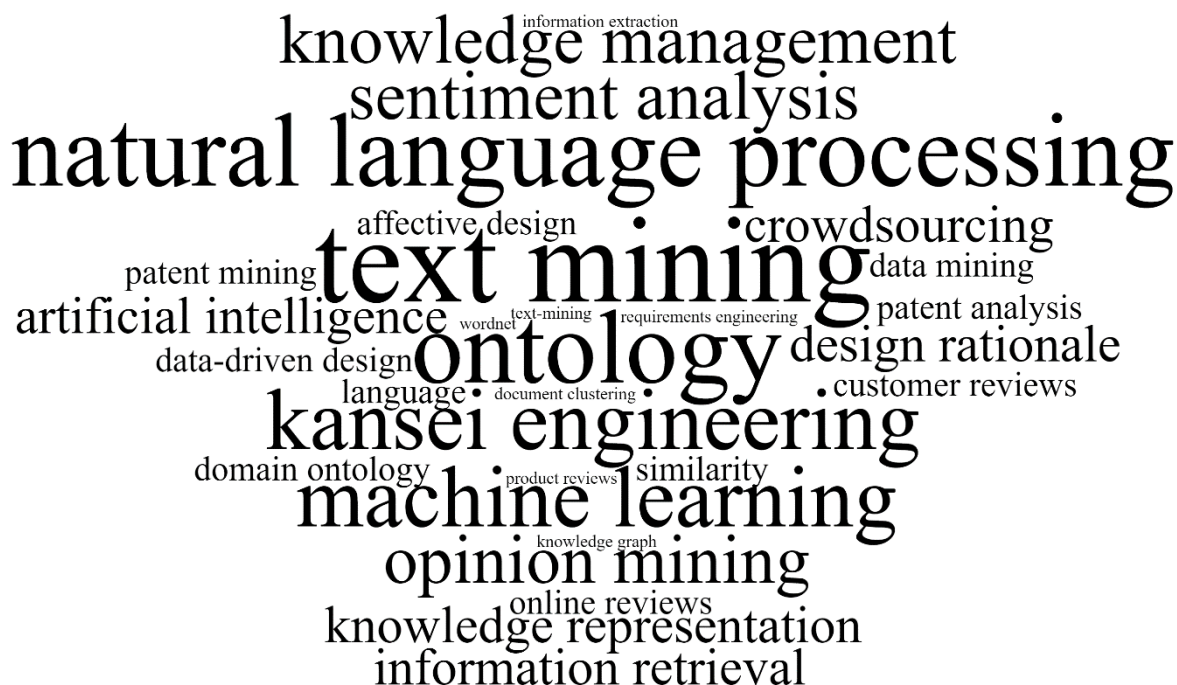 information extraction
knowledge management
sentiment analysis
natural language processing
affective design
crowdsourcing
text mining
patent mining
data mining
artificial intelligence
wordnet
text-mining
requirements engineering
patent analysis
data-driven design
ontology
design rationale
language
document clustering
customer reviews
kansei engineering
domain ontology
product reviews
similarity
machine learning
knowledge graph
opinion mining
online reviews
knowledge representation
information retrieval